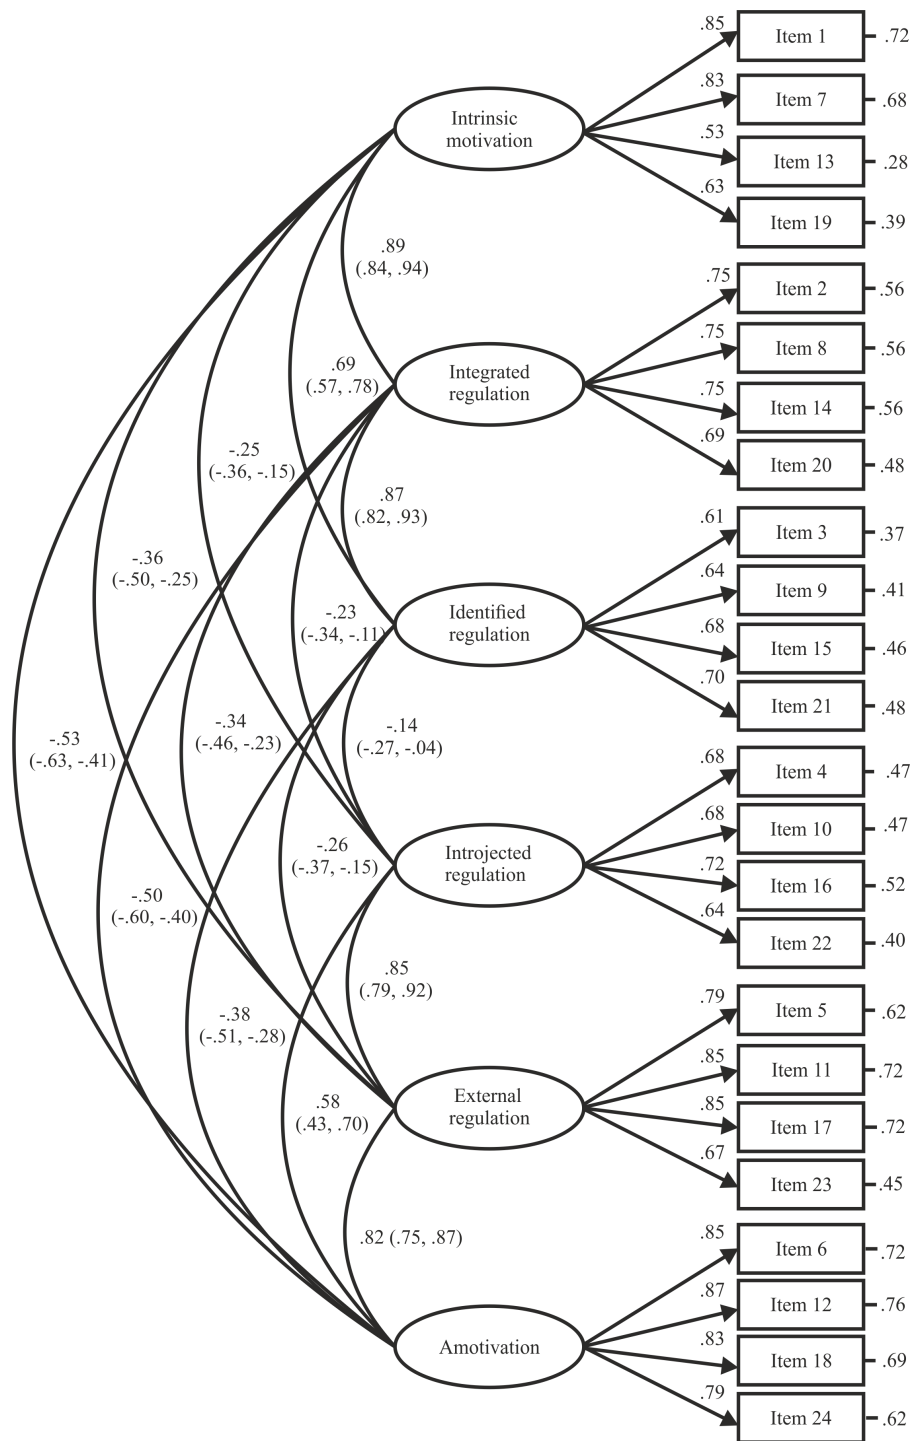 .85
Item 1
.72
.83
Item 7
.68
Intrinsic
motivation
.53
Item 13
.28
.63
Item 19
.39
.89
(.84, .94)
.75
Item 2
.56
.75
Item 8
.56
Integrated
regulation
.75
Item 14
.56
.69
Item 20
.48
.69
(.57, .78)
-.25
(-.36, -.15)
.87
(.82, .93)
.61
Item 3
.37
.64
Item 9
.41
Identified
regulation
.68
Item 15
.46
.70
Item 21
.48
-.36
(-.50, -.25)
-.23
(-.34, -.11)
-.34
(-.46, -.23)
-.14
(-.27, -.04)
-.53
(-.63, -.41)
.68
Item 4
.47
.68
Item 10
.47
Introjected
regulation
.72
Item 16
.52
.64
Item 22
.40
-.26
(-.37, -.15)
-.50
(-.60, -.40)
.85
(.79, .92)
-.38
(-.51, -.28)
.79
Item 5
.62
.85
Item 11
.72
External
regulation
.85
Item 17
.72
.67
Item 23
.45
.58
(.43, .70)
.82 (.75, .87)
.85
Item 6
.72
.87
Item 12
.76
Amotivation
.83
Item 18
.69
.79
Item 24
.62